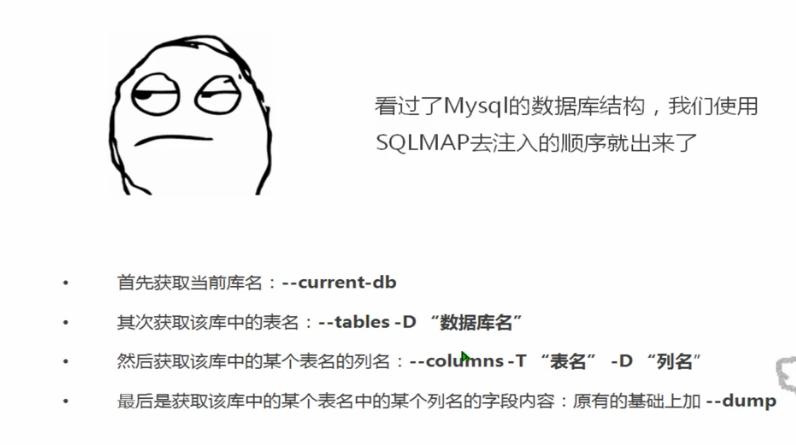 看过了Mysql的数据库结构，我们使用
SQLMAP去注入的顺序就出来了
• 首先获取当前库名：--current-db
• 其次获取该库中的表名：--tables -D “数据库名”
• 然后获取该库中的某个表名的列名：--columns -T “表名” -D “列名”
• 最后是获取该库中的某个表名中的某个列名的字段内容：原有的基础上加 --dump